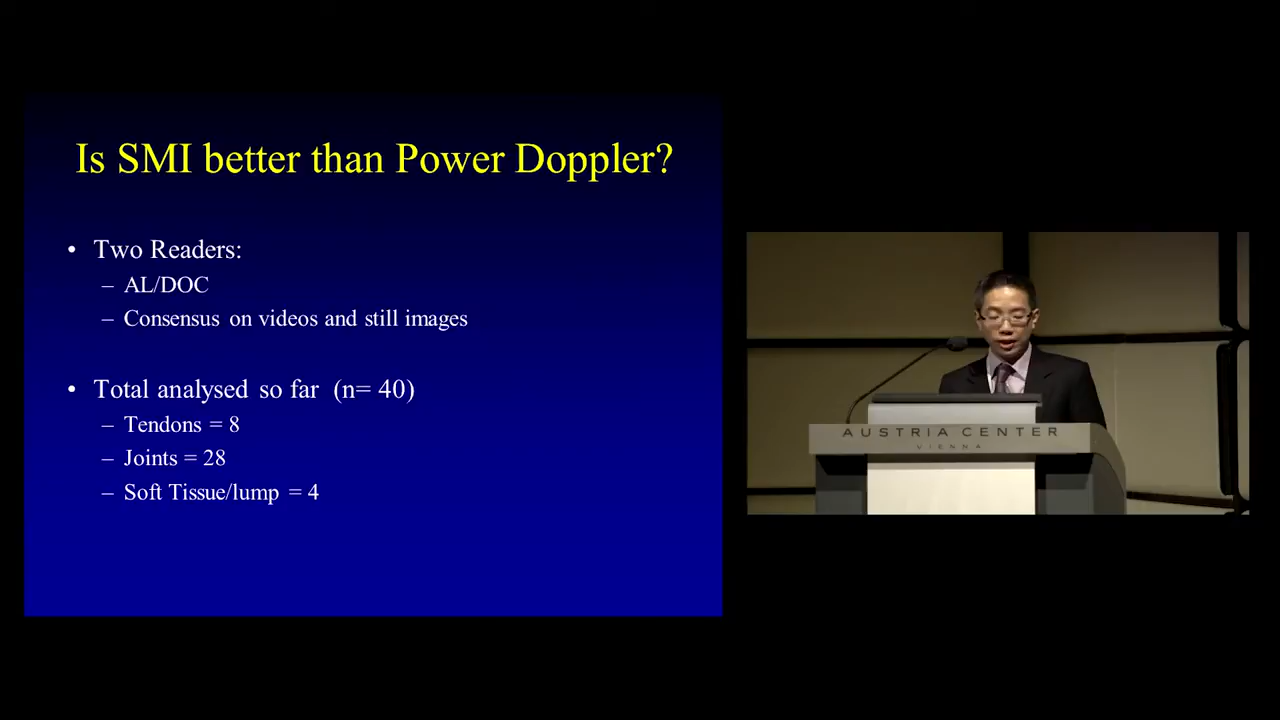 Is SMI better than Power Doppler?
• Two Readers:
– AL/DOC
– Consensus on videos and still images
• Total analysed so far (n= 40)
– Tendons = 8
– Joints = 28
– Soft Tissue/lump = 4
AUSTRIA CENTER
VIENNA